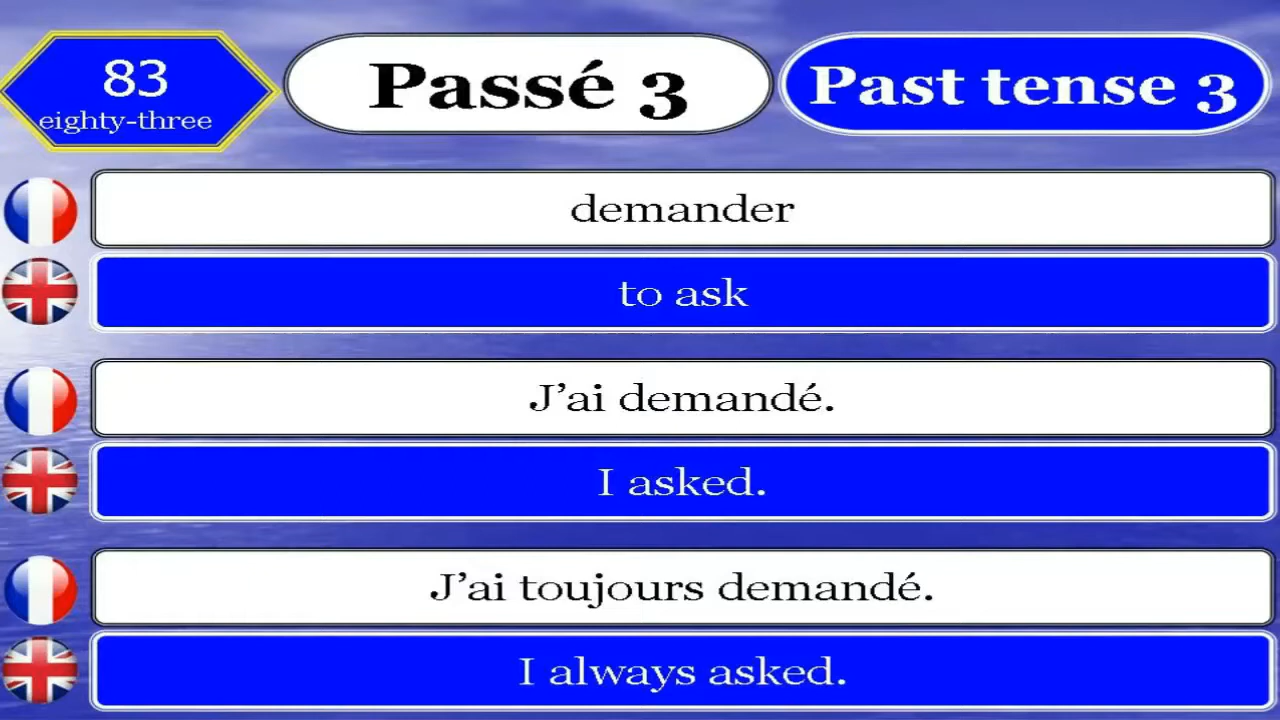 83
eighty-three
Passé 3
Past tense 3
demander
to ask
J’ai demandé.
I asked.
J’ai toujours demandé.
I always asked.